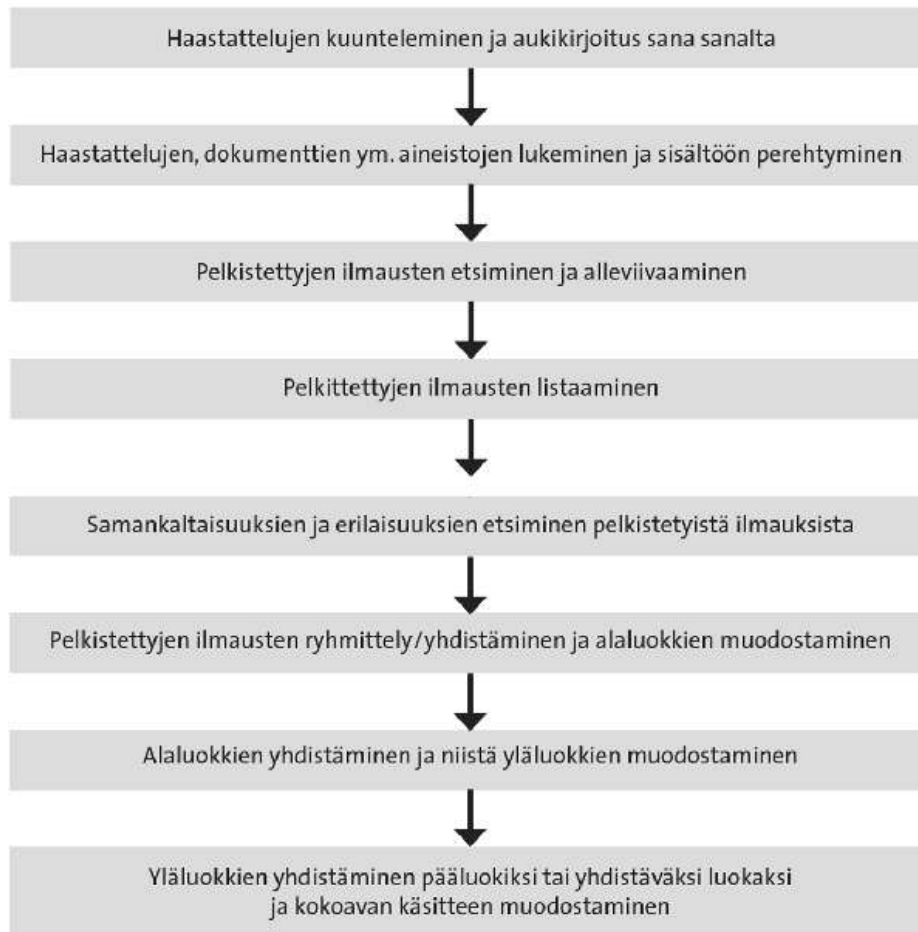 Haastattelujen kuunteleminen ja aukikirjoitus sana sanalta
Haastattelujen, dokumenttien ym. aineistojen lukeminen ja sisältöön perehtyminen
Pelkistettyjen ilmausten etsiminen ja alleviivaaminen
Pelkittettyjen ilmausten listaaminen
Samankaltaisuuksien ja erilaisuuksien etsiminen pelkistetyistä ilmauksista
Pelkistettyjen ilmausten ryhmittely/yhdistäminen ja alaluokkien muodostaminen
Alaluokkien yhdistäminen ja niistä yläluokkien muodostaminen
Yläluokkien yhdistäminen pääluokiksi tai yhdistäväksi luokaksi
ja kokoavan käsitteen muodostaminen